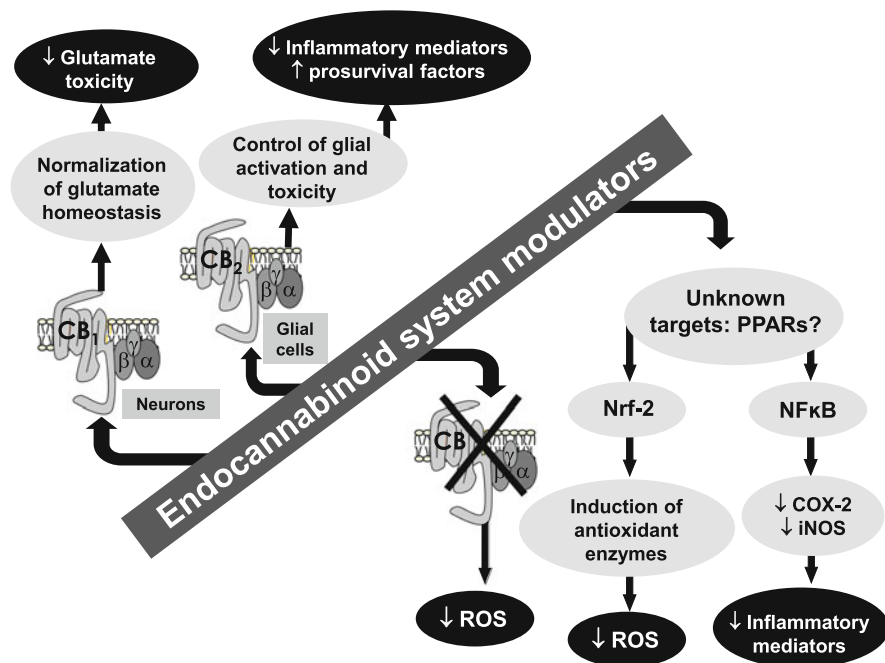 ↓ Glutamate
toxicity
↓ Inflammatory mediators
↑ prosurvival factors
Normalization
of glutamate
homeostasis
Control of glial
activation and
toxicity
CB2
β γ α
Glial
cells
CB1
β γ α
Neurons
Endocannabinoid system modulators
Unknown
targets: PPARs?
Nrf-2
NFκB
CB
β γ α
Induction of
antioxidant
enzymes
↓ COX-2
↓ iNOS
↓ ROS
↓ ROS
↓ Inflammatory
mediators